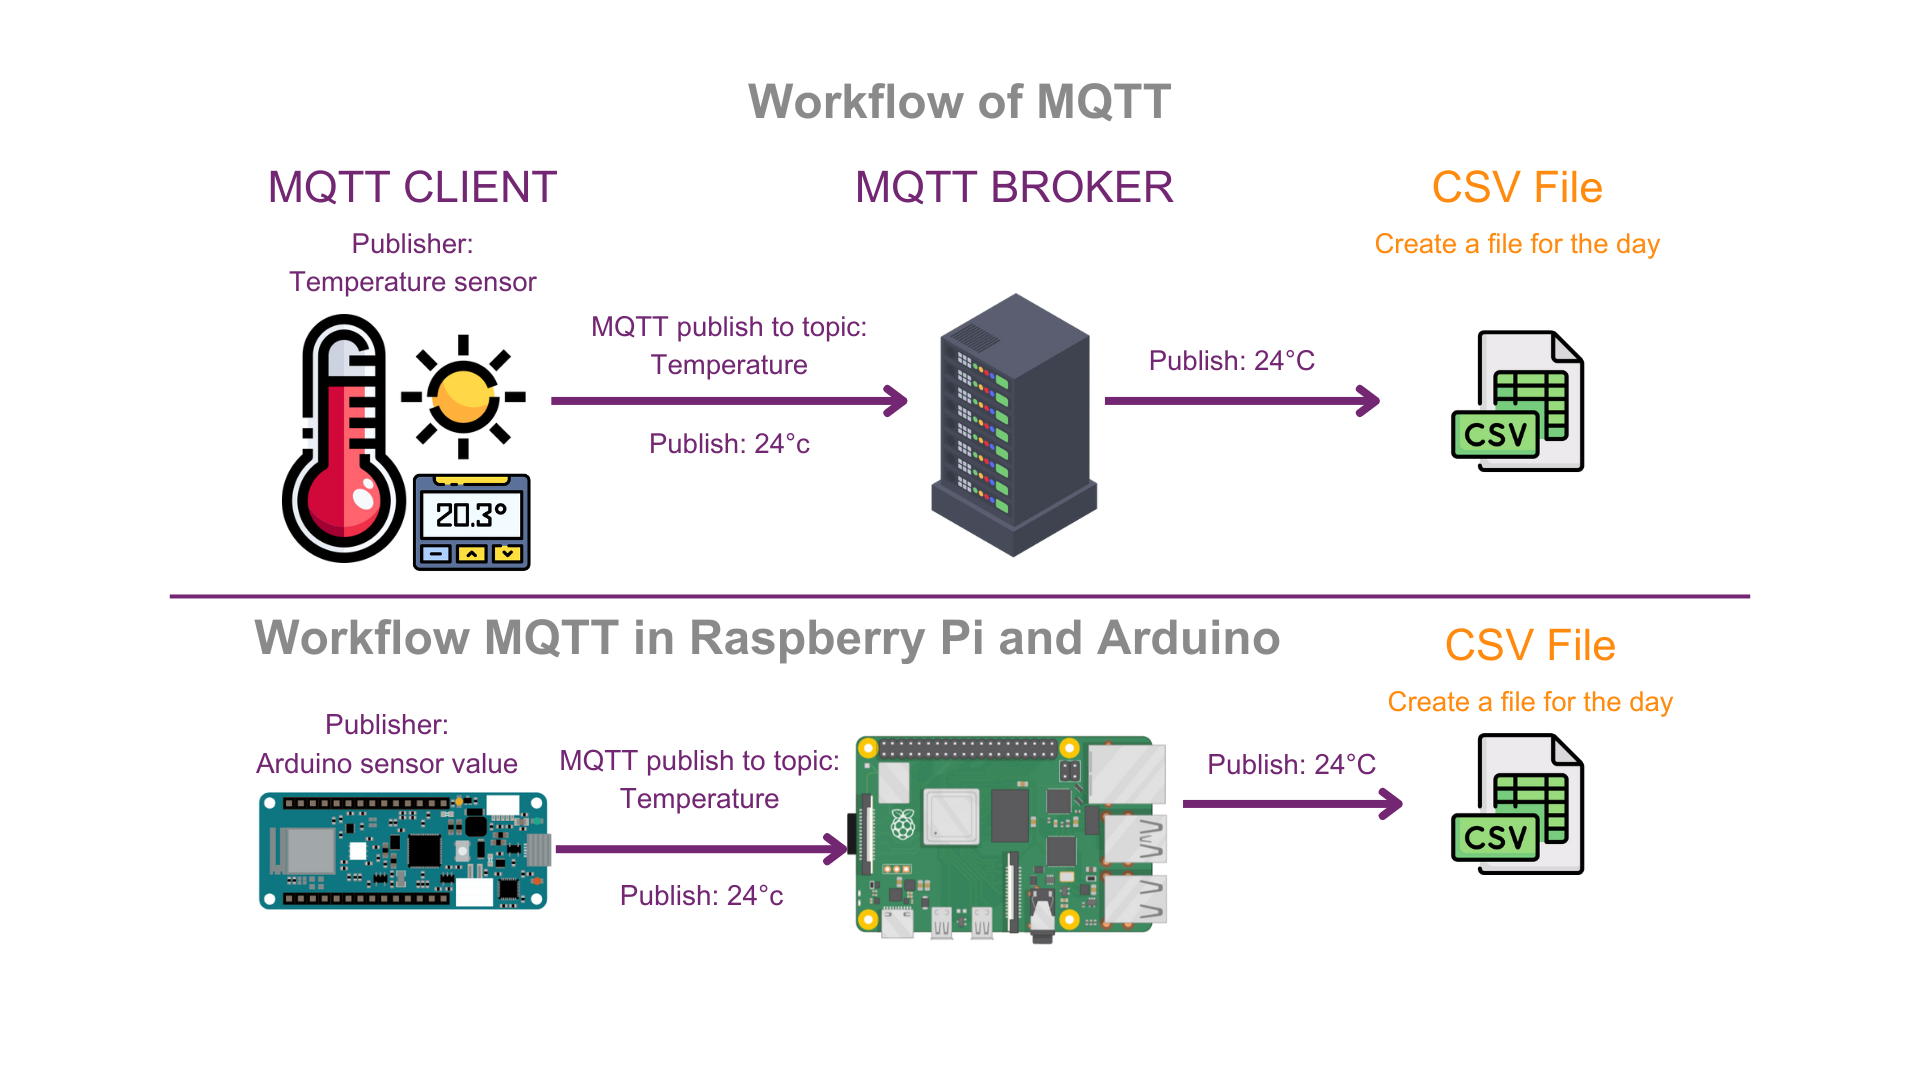 Workflow of MQTT
MQTT CLIENT
Publisher:
Temperature sensor
20.3°
MQTT publish to topic:
Temperature
Publish: 24°c
MQTT BROKER
Publish: 24°C
CSV File
Create a file for the day
CSV
Workflow MQTT in Raspberry Pi and Arduino
Publisher:
Arduino sensor value
MQTT publish to topic:
Temperature
Publish: 24°c
Publish: 24°C
CSV File
Create a file for the day
CSV